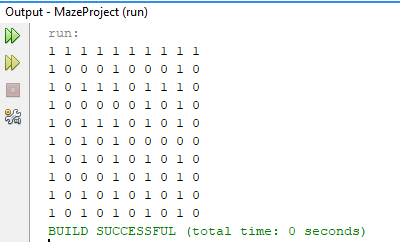 Output - MazeProject (run)
run:
1 1 1 1 1 1 1 1 1 1
1 0 0 0 1 0 0 0 1 0
1 0 1 1 1 0 1 1 1 0
1 0 0 0 0 0 1 0 1 0
0 1 1 1 1 0 1 0 1 0
1 0 1 0 1 0 0 0 0 0
1 0 1 0 1 0 1 0 1 0
1 0 0 0 1 0 1 0 1 0
1 0 1 0 1 0 1 0 1 0
1 0 1 0 1 0 1 0 1 0
BUILD SUCCESSFUL (total time: 0 seconds)